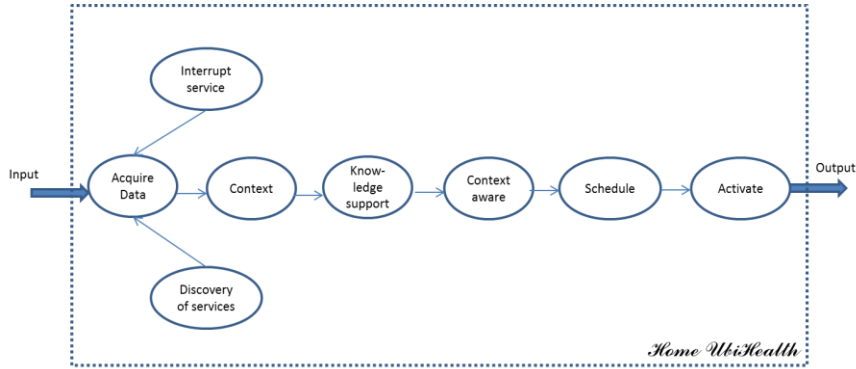 Interrupt
service
Input
Acquire
Data
Context
Know-
ledge
support
Context
aware
Schedule
Activate
Output
Discovery
of services
Home UbiHealth